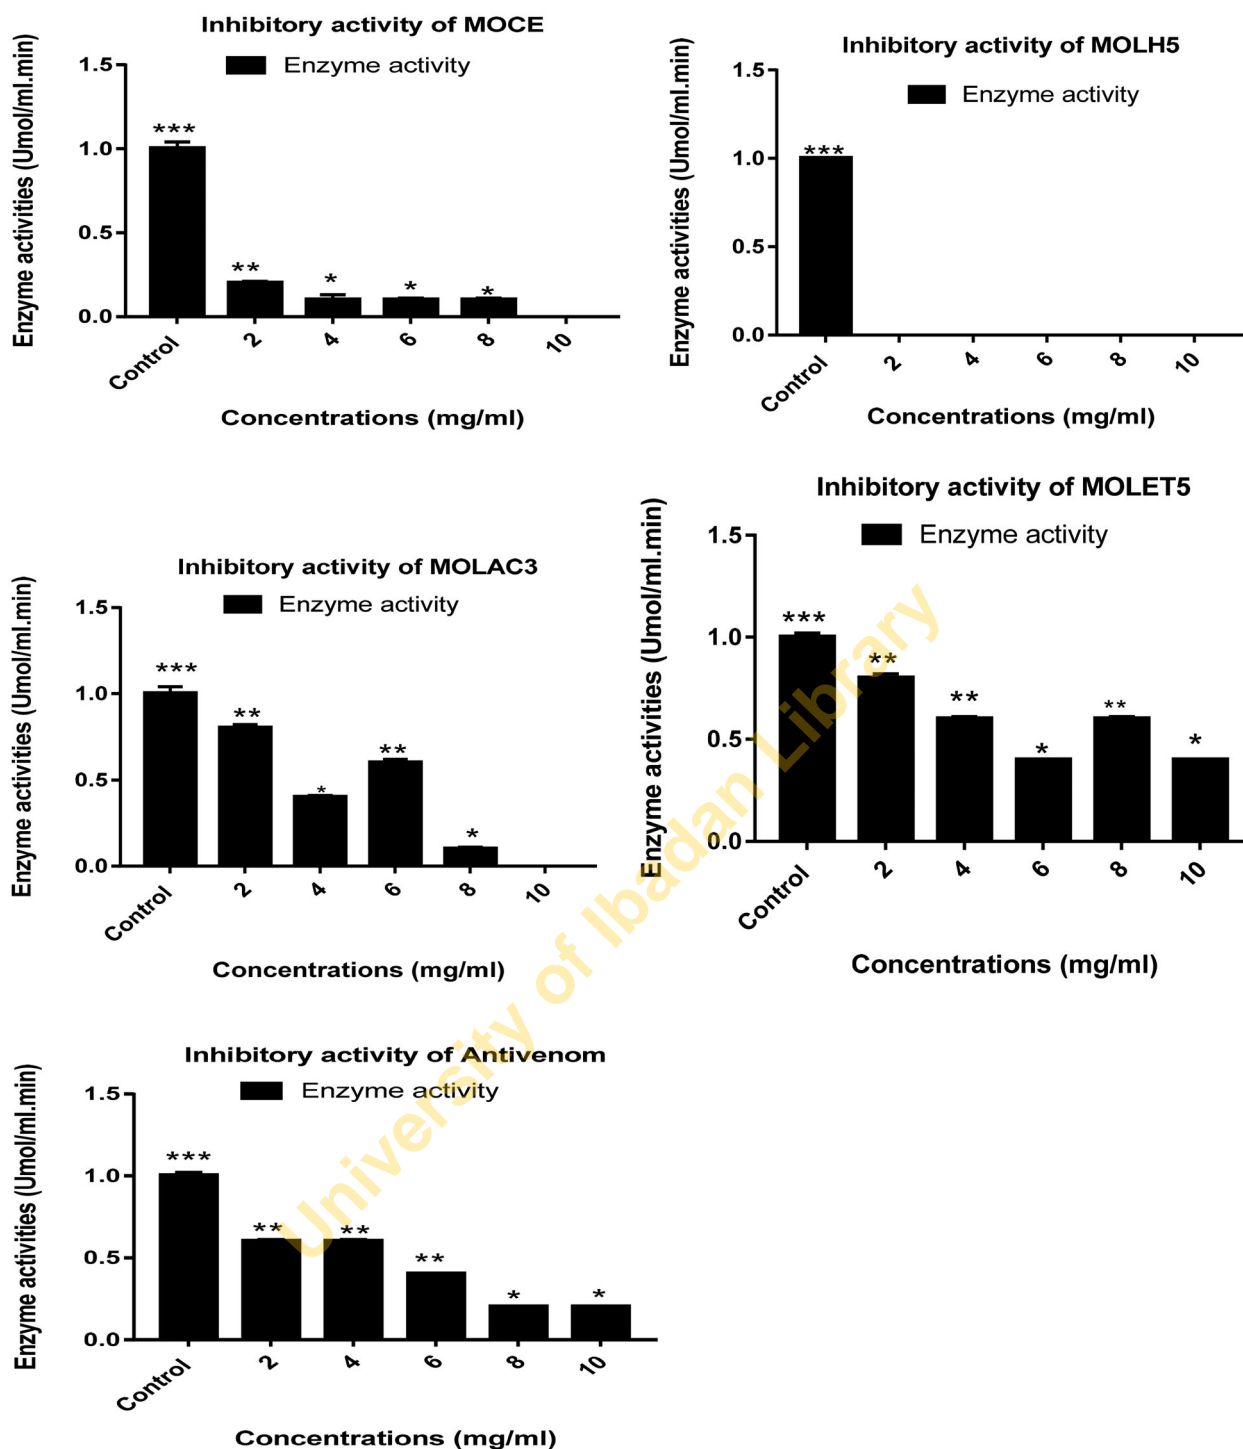 Inhibitory activity of MOCE
Enzyme activity
Enzyme activities (Umol/ml.min)
1.5
1.0
0.5
0.0
***
**
*
*
*
Control 2 4 6 8 10
Concentrations (mg/ml)
Inhibitory activity of MOLH5
Enzyme activity
Enzyme activities (Umol/ml.min)
1.5
1.0
0.5
0.0
***
Control 2 4 6 8 10
Concentrations (mg/ml)
Inhibitory activity of MOLAC3
Enzyme activity
Enzyme activities (Umol/ml.min)
1.5
1.0
0.5
0.0
***
**
*
**
*
Control 2 4 6 8 10
Concentrations (mg/ml)
Inhibitory activity of MOLET5
Enzyme activity
Enzyme activities (Umol/ml.min)
1.5
1.0
0.5
0.0
***
**
**
*
**
*
Control 2 4 6 8 10
Concentrations (mg/ml)
Inhibitory activity of Antivenom
Enzyme activity
Enzyme activities (Umol/ml.min)
1.5
1.0
0.5
0.0
***
**
**
**
*
*
Control 2 4 6 8 10
Concentrations (mg/ml)
University of Ibadan Library